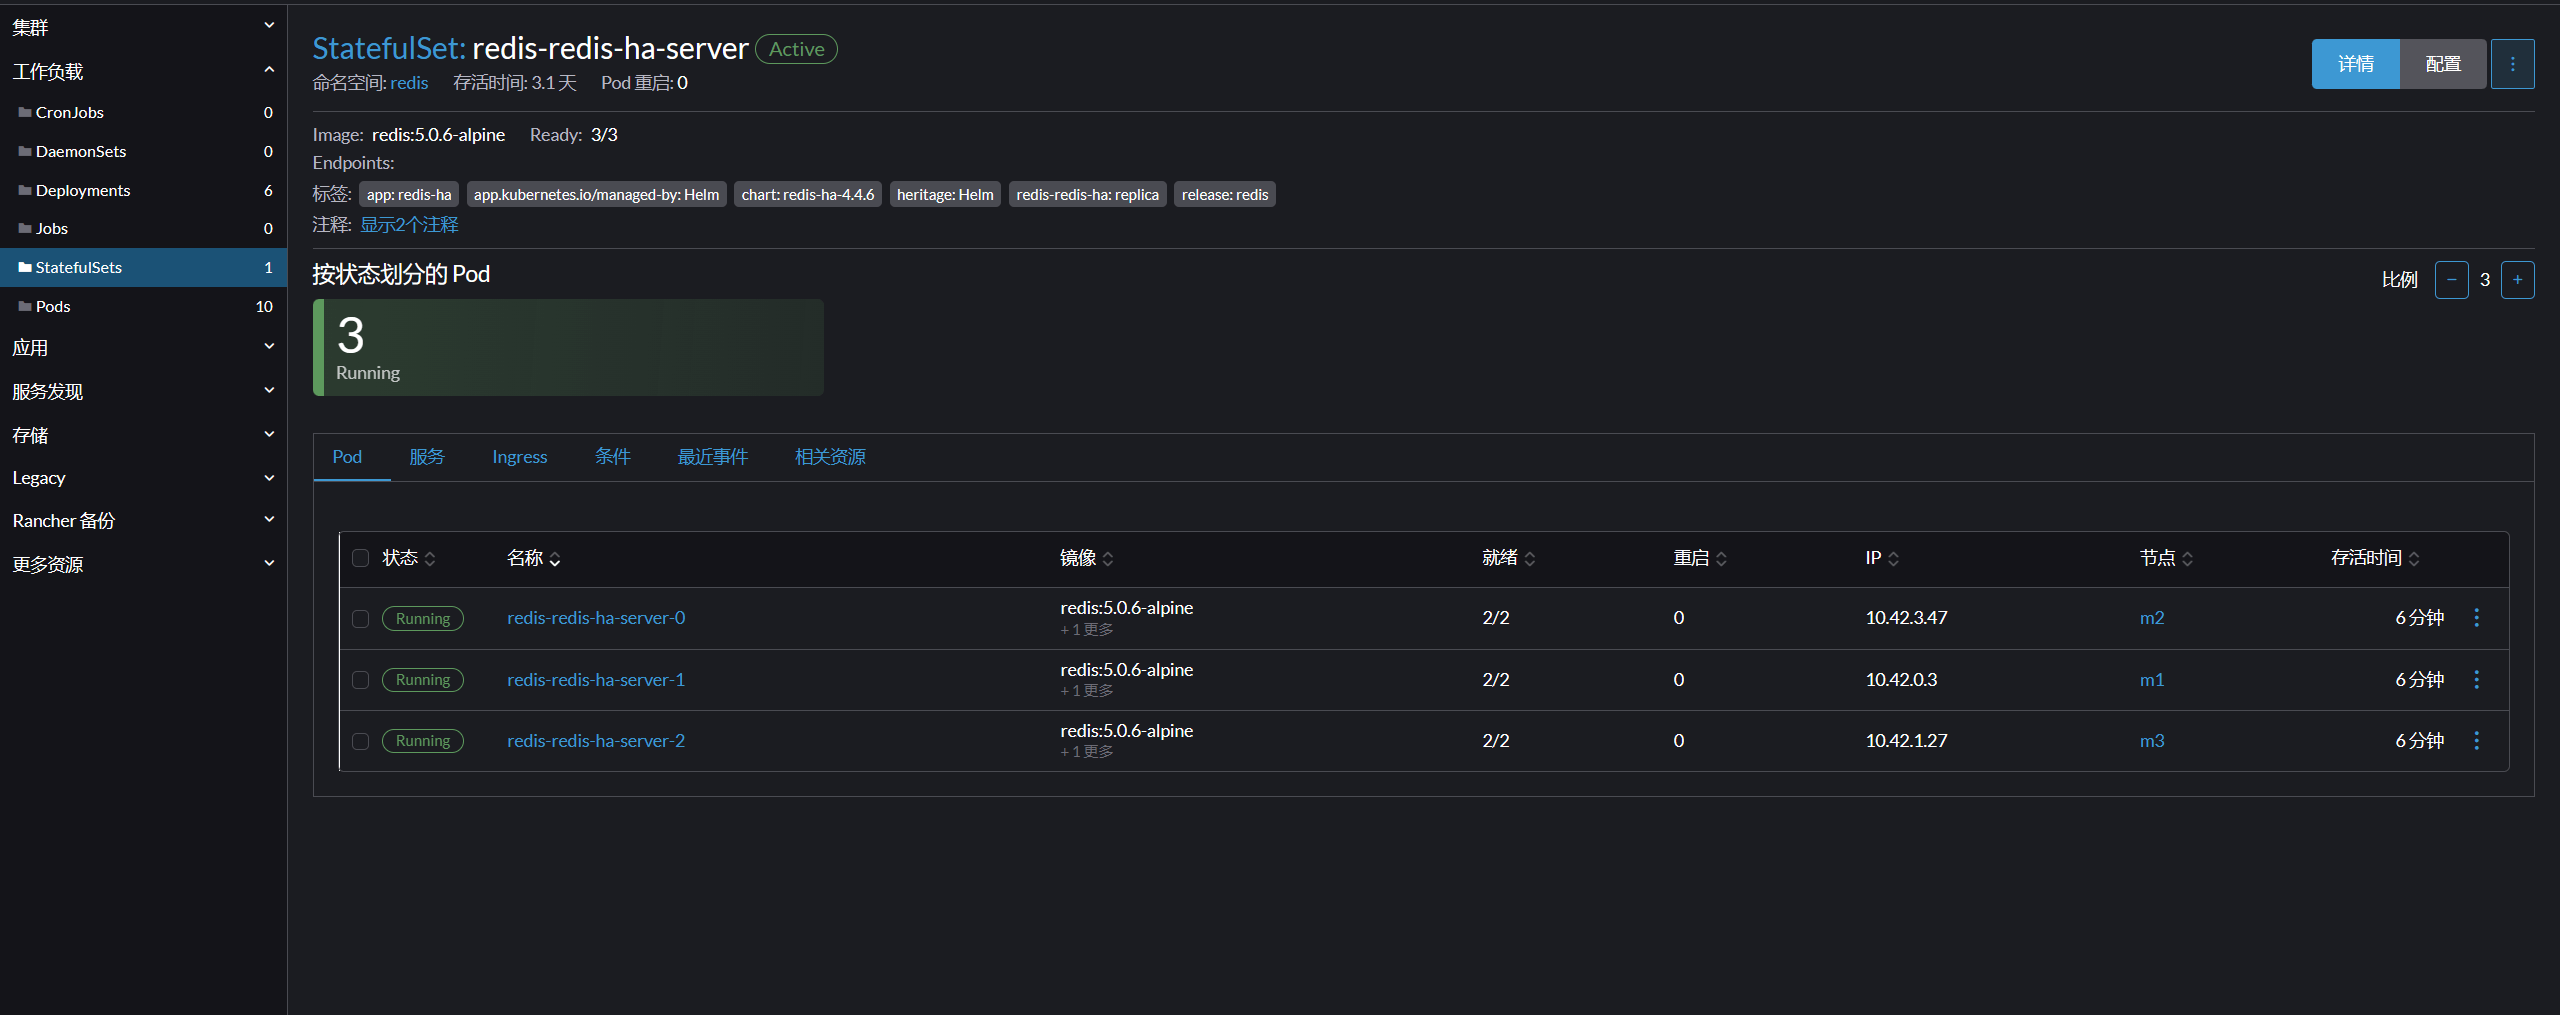 集群
工作负载
CronJobs 0
DaemonSets 0
Deployments 6
Jobs 0
StatefulSets 1
Pods 10
应用
服务发现
存储
Legacy
Rancher 备份
更多资源
StatefulSet: redis-redis-ha-server Active
命名空间: redis 存活时间: 3.1 天 Pod 重启: 0
详情 配置
Image: redis:5.0.6-alpine Ready: 3/3
Endpoints:
标签: app: redis-ha app.kubernetes.io/managed-by: Helm chart: redis-ha-4.4.6 heritage: Helm redis-redis-ha: replica release: redis
注释: 显示2个注释
按状态划分的 Pod
比例 − 3 +
3
Running
Pod 服务 Ingress 条件 最近事件 相关资源
状态 名称 镜像 就绪 重启 IP 节点 存活时间
Running redis-redis-ha-server-0 redis:5.0.6-alpine 2/2 0 10.42.3.47 m2 6 分钟
+ 1 更多
Running redis-redis-ha-server-1 redis:5.0.6-alpine 2/2 0 10.42.0.3 m1 6 分钟
+ 1 更多
Running redis-redis-ha-server-2 redis:5.0.6-alpine 2/2 0 10.42.1.27 m3 6 分钟
+ 1 更多